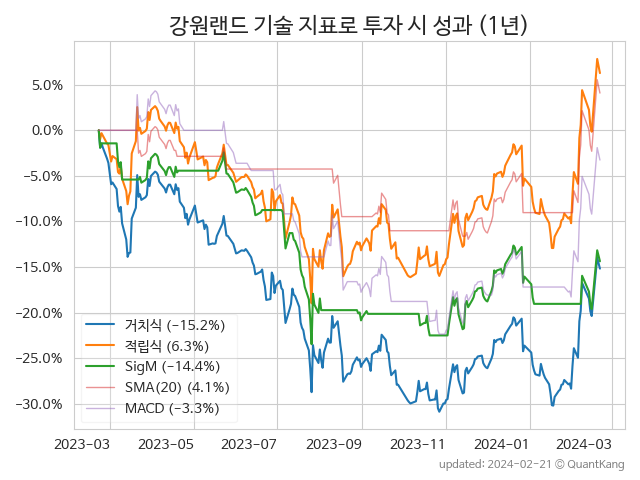 강원랜드 기술 지표로 투자 시 성과 (1년)
5.0%
0.0%
−5.0%
−10.0%
−15.0%
−20.0%
−25.0%
−30.0%
거치식 (−15.2%)
적립식 (6.3%)
SigM (−14.4%)
SMA(20) (4.1%)
MACD (−3.3%)
2023-03 2023-05 2023-07 2023-09 2023-11 2024-01 2024-03
updated: 2024-02-21 © QuantKang